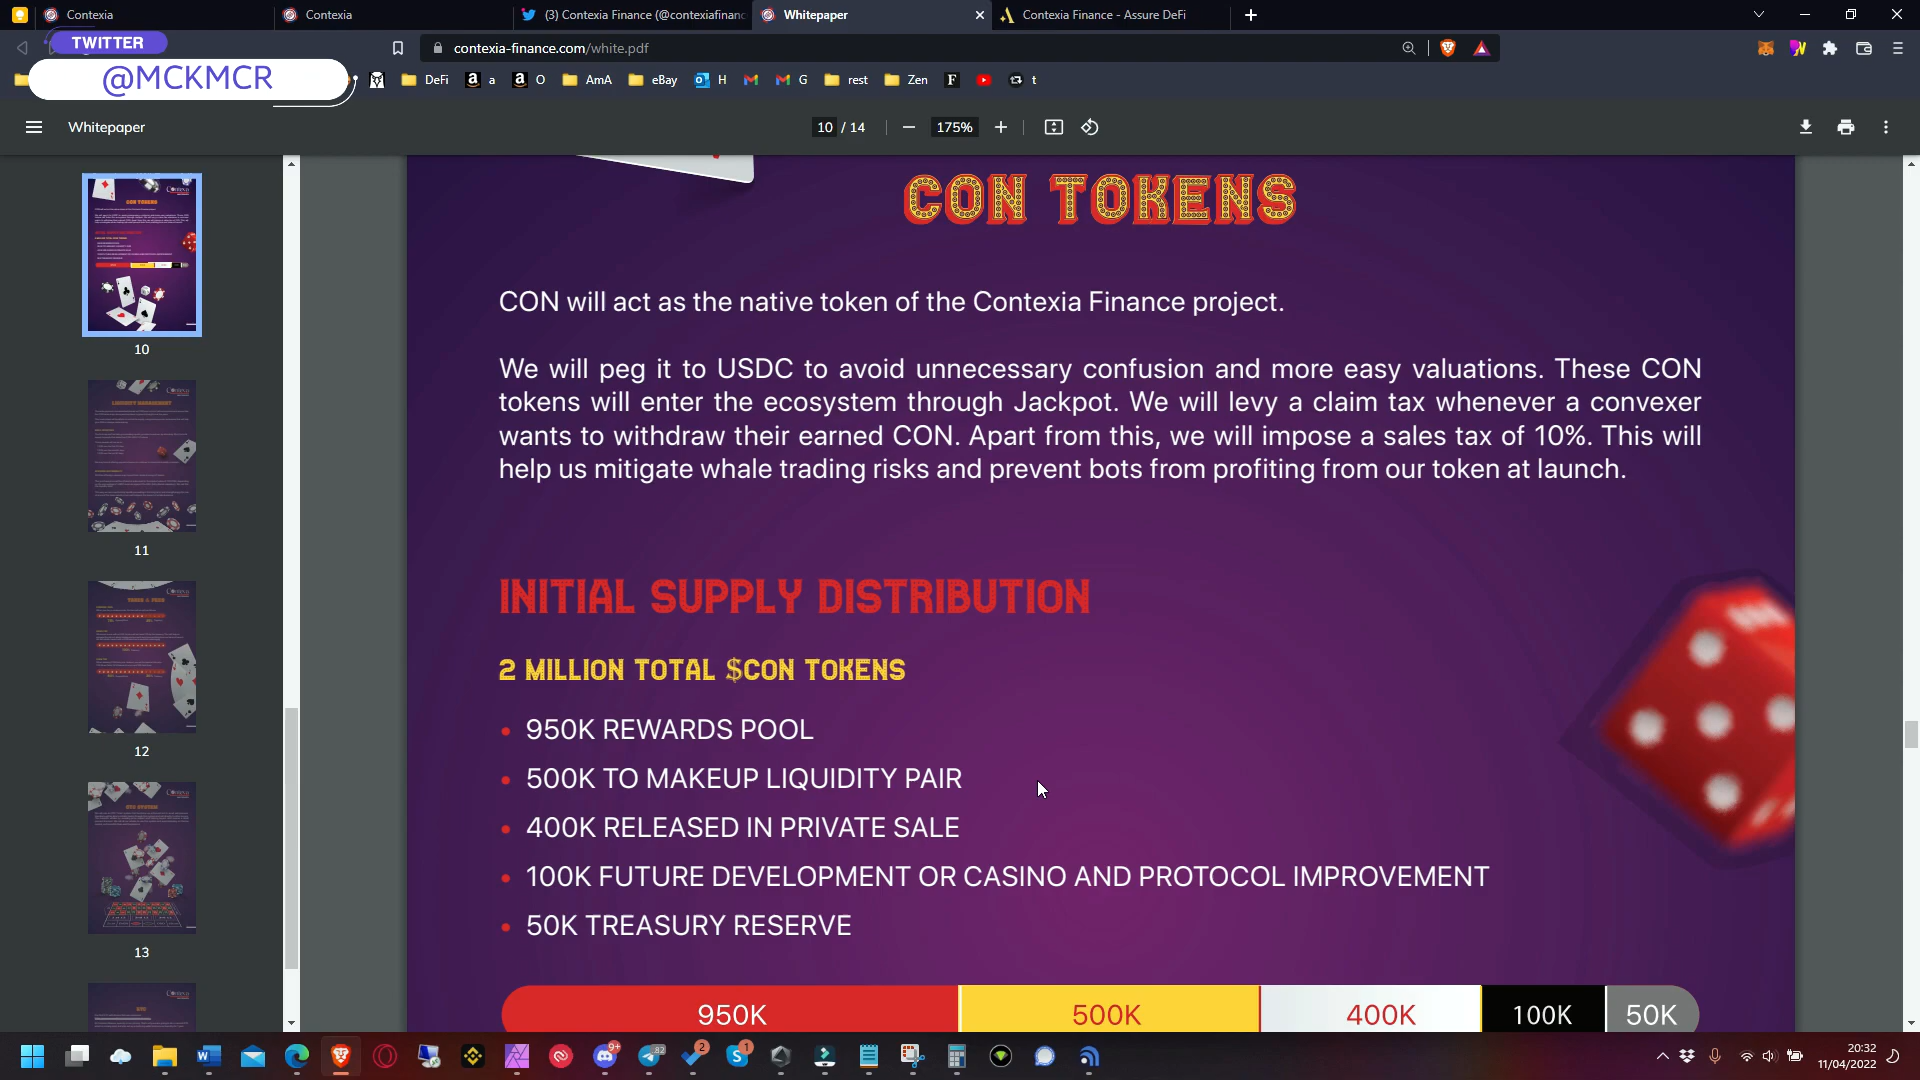 Contexia
Contexia
(3) Contexia Finance (@contexiafinanc
Whitepaper
Contexia Finance - Assure DeFi
TWITTER
@MCKMCR
contexia-finance.com/white.pdf
DeFi
a
O
AmA
eBay
H
G
rest
Zen
t
Whitepaper
10 / 14
175%
CON TOKENS
CON will act as the native token of the Contexia Finance project.
We will peg it to USDC to avoid unnecessary confusion and more easy valuations. These CON
tokens will enter the ecosystem through Jackpot. We will levy a claim tax whenever a convexer
wants to withdraw their earned CON. Apart from this, we will impose a sales tax of 10%. This will
help us mitigate whale trading risks and prevent bots from profiting from our token at launch.
INITIAL SUPPLY DISTRIBUTION
2 MILLION TOTAL $CON TOKENS
• 950K REWARDS POOL
• 500K TO MAKEUP LIQUIDITY PAIR
• 400K RELEASED IN PRIVATE SALE
• 100K FUTURE DEVELOPMENT OR CASINO AND PROTOCOL IMPROVEMENT
• 50K TREASURY RESERVE
950K
500K
400K
100K
50K
10
11
12
13
20:32
11/04/2022